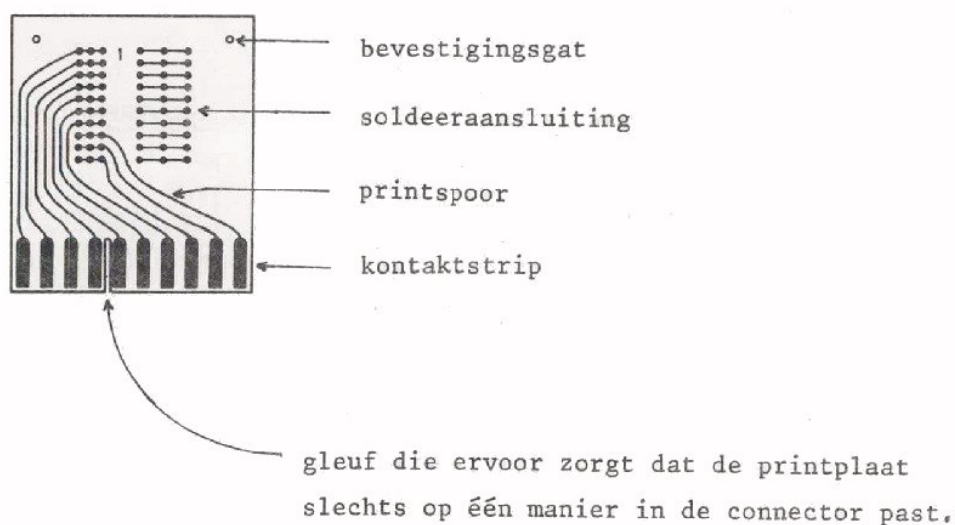 1
bevestigingsgat
soldeeraansluiting
printspoor
kontaktstrip
gleuf die ervoor zorgt dat de printplaat
slechts op één manier in de connector past.